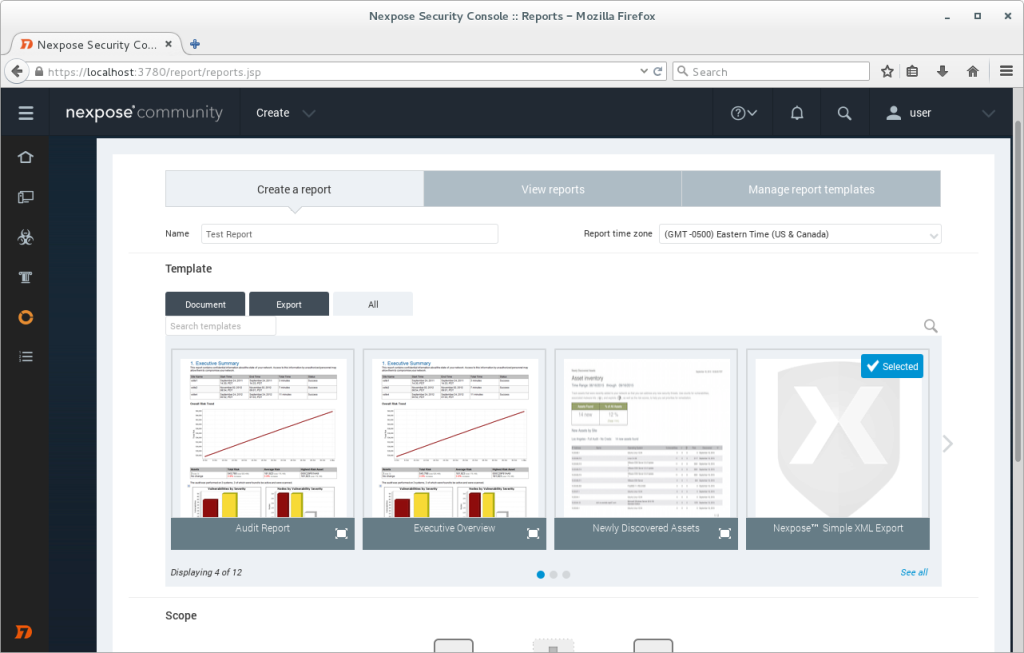 Nexpose Security Console :: Reports - Mozilla Firefox
Nexpose Security Co...
https://localhost:3780/report/reports.jsp
Search
nexpose community
Create
user
Create a report
View reports
Manage report templates
Name
Test Report
Report time zone
(GMT -0500) Eastern Time (US & Canada)
Template
Document
Export
All
Search templates
1. Executive Summary
1. Executive Summary
Asset Inventory
Selected
Audit Report
Executive Overview
Newly Discovered Assets
Nexpose™ Simple XML Export
Displaying 4 of 12
See all
Scope